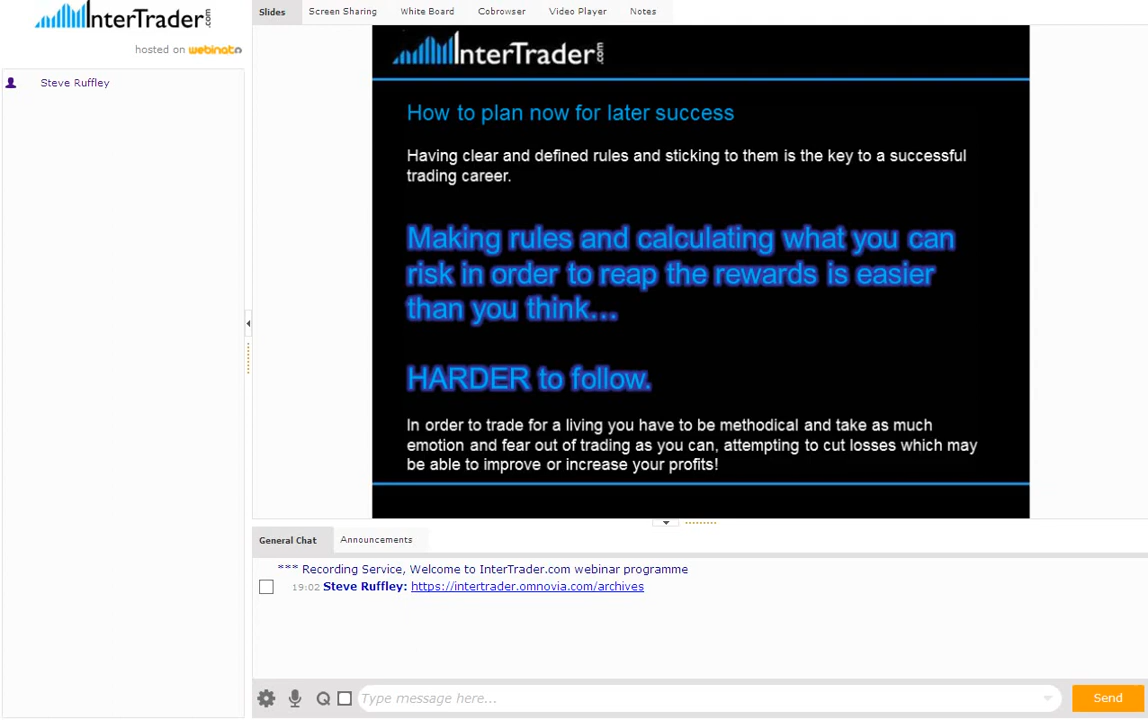 InterTrader.com
hosted on webinato
Steve Ruffley
Slides Screen Sharing White Board Cobrowser Video Player Notes
InterTrader.com
How to plan now for later success
Having clear and defined rules and sticking to them is the key to a successful
trading career.
Making rules and calculating what you can
risk in order to reap the rewards is easier
than you think...
HARDER to follow.
In order to trade for a living you have to be methodical and take as much
emotion and fear out of trading as you can, attempting to cut losses which may
be able to improve or increase your profits!
General Chat Announcements
*** Recording Service, Welcome to InterTrader.com webinar programme
19:02 Steve Ruffley: https://intertrader.omnovia.com/archives
Q Type message here... Send